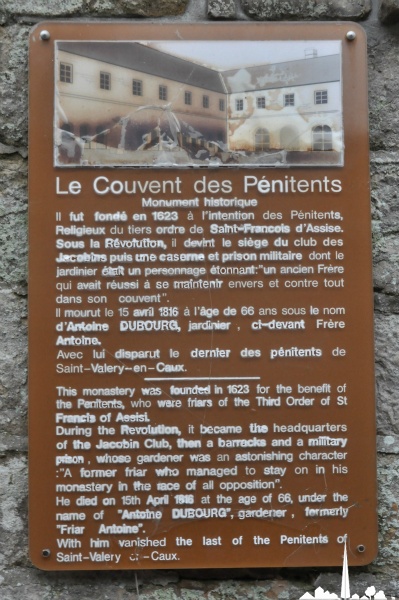 Le Couvent des Pénitents
Monument historique
Il fut fondé en 1623 à l'intention des Pénitents,
Religieux du tiers ordre de Saint-Francois d'Assise.
Sous la Révolution, il devint le siège du club des
Jacobins puis une caserne et prison militaire dont le
jardinier était un personnage étonnant:"un ancien Frère
qui avait réussi à se maintenir envers et contre tout
dans son couvent".
Il mourut le 15 avril 1816 à l'âge de 66 ans sous le nom
d'Antoine DUBOURG, jardinier , ci-devant Frère
Antoine.
Avec lui disparut le dernier des pénitents de
Saint-Valery-en-Caux.
This monastery was founded in 1623 for the benefit of
the Penitents, who were friars of the Third Order of St
Francis of Assisi.
During the Revolution, it became the headquarters
of the Jacobin Club, then a barracks and a military
prison , whose gardener was an astonishing character
:"A former friar who managed to stay on in his
monastery in the race of all opposition".
He died on 15th April 1816 at the age of 66, under the
name of "Antoine DUBOURG", gardener , formerly
"Friar Antoine".
With him vanished the last of the Penitents of
Saint-Valery en-Caux.